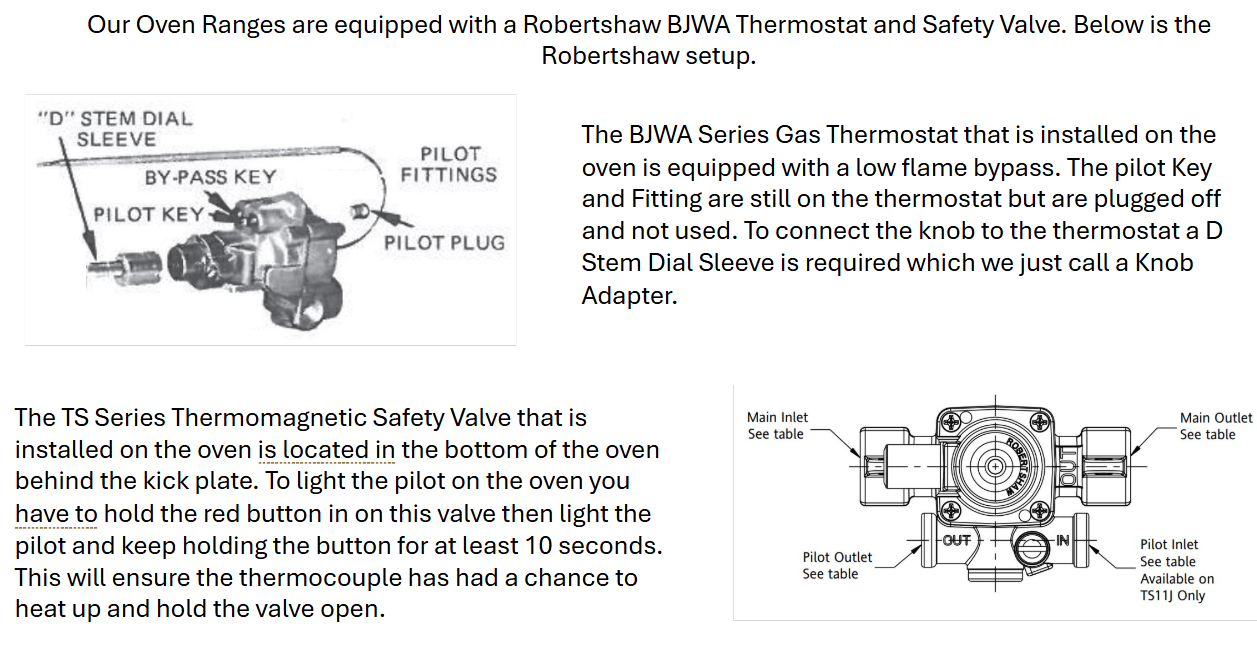 Our Oven Ranges are equipped with a Robertshaw BJWA Thermostat and Safety Valve. Below is the
Robertshaw setup.
"D" STEM DIAL
SLEEVE
PILOT
FITTINGS
BY-PASS KEY
PILOT KEY
PILOT PLUG
The BJWA Series Gas Thermostat that is installed on the
oven is equipped with a low flame bypass. The pilot Key
and Fitting are still on the thermostat but are plugged off
and not used. To connect the knob to the thermostat a D
Stem Dial Sleeve is required which we just call a Knob
Adapter.
The TS Series Thermomagnetic Safety Valve that is
installed on the oven is located in the bottom of the oven
behind the kick plate. To light the pilot on the oven you
have to hold the red button in on this valve then light the
pilot and keep holding the button for at least 10 seconds.
This will ensure the thermocouple has had a chance to
heat up and hold the valve open.
Main Inlet
See table
Main Outlet
See table
ROBERTSHAW
OUT
OUT
IN
Pilot Outlet
See table
Pilot Inlet
See table
Available on
TS11J Only